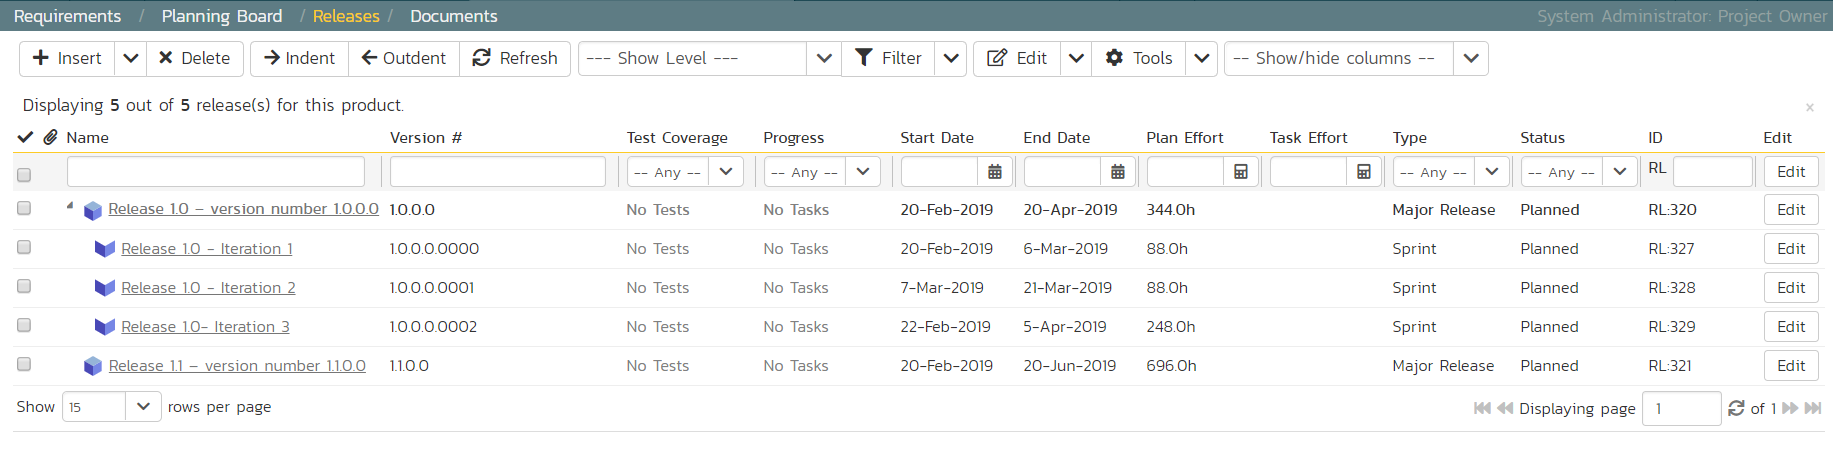 Requirements / Planning Board / Releases / Documents System Administrator: Project Owner
Insert Delete Indent Outdent Refresh --- Show Level --- Filter Edit Tools -- Show/hide columns --
Displaying 5 out of 5 release(s) for this product. ×
Name Version # Test Coverage Progress Start Date End Date Plan Effort Task Effort Type Status ID Edit
-- Any -- -- Any -- -- Any -- -- Any -- RL Edit
Release 1.0 – version number 1.0.0.0 1.0.0.0 No Tests No Tasks 20-Feb-2019 20-Apr-2019 344.0h Major Release Planned RL:320 Edit
Release 1.0 - Iteration 1 1.0.0.0.0000 No Tests No Tasks 20-Feb-2019 6-Mar-2019 88.0h Sprint Planned RL:327 Edit
Release 1.0 - Iteration 2 1.0.0.0.0001 No Tests No Tasks 7-Mar-2019 21-Mar-2019 88.0h Sprint Planned RL:328 Edit
Release 1.0- Iteration 3 1.0.0.0.0002 No Tests No Tasks 22-Feb-2019 5-Apr-2019 248.0h Sprint Planned RL:329 Edit
Release 1.1 – version number 1.1.0.0 1.1.0.0 No Tests No Tasks 20-Feb-2019 20-Jun-2019 696.0h Major Release Planned RL:321 Edit
Show 15 rows per page Displaying page 1 of 1